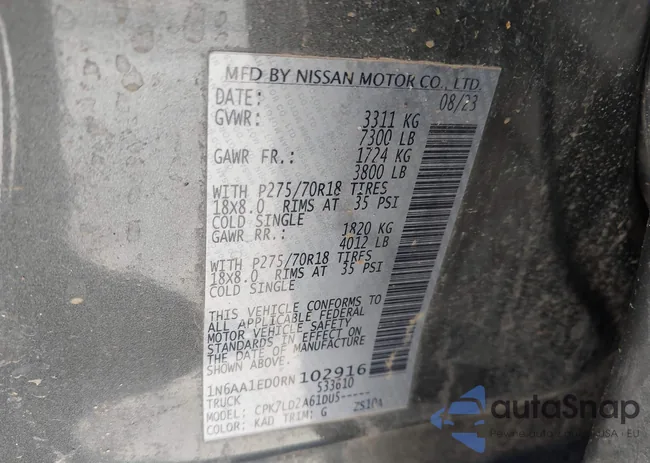 MFD BY NISSAN MOTOR CO., LTD.
DATE: 08/23
GVWR: 3311 KG
7300 LB
GAWR FR.: 1724 KG
3800 LB
WITH P275/70R18 TIRES
18X8.0 RIMS AT 35 PSI
COLD SINGLE
GAWR RR.: 1820 KG
4012 LB
WITH P275/70R18 TIRES
18X8.0 RIMS AT 35 PSI
COLD SINGLE
THIS VEHICLE CONFORMS TO
ALL APPLICABLE FEDERAL
MOTOR VEHICLE SAFETY
STANDARDS IN EFFECT ON
THE DATE OF MANUFACTURE
SHOWN ABOVE.
1N6AA1ED0RN102916
TRUCK 533610
MODEL: CPK7LDZA61DU5-----
COLOR: KAD TRIM: G ZS10A
autoSnap